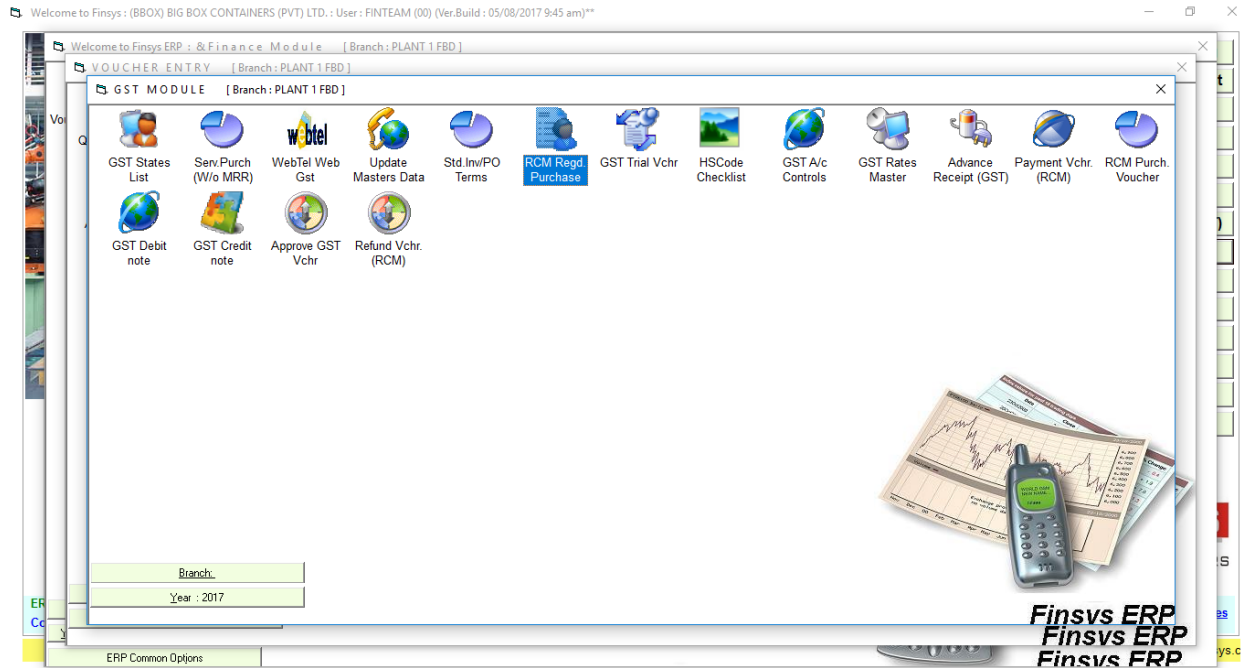 Welcome to Finsys : (BBOX) BIG BOX CONTAINERS (PVT) LTD. : User : FINTEAM (00) (Ver.Build : 05/08/2017 9:45 am)**
Welcome to Finsys ERP : & F i n a n c e M o d u l e [ Branch : PLANT 1 FBD ]
V O U C H E R E N T R Y [ Branch : PLANT 1 FBD ]
G S T M O D U L E [ Branch : PLANT 1 FBD ]
GST States List
Serv.Purch (W/o MRR)
WebTel Web Gst
Update Masters Data
Std.Inv/PO Terms
RCM Regd. Purchase
GST Trial Vchr
HSCode Checklist
GST A/c Controls
GST Rates Master
Advance Receipt (GST)
Payment Vchr. (RCM)
RCM Purch. Voucher
webtel
GST Debit note
GST Credit note
Approve GST Vchr
Refund Vchr. (RCM)
Branch:
Year : 2017
Finsys ERP
Finsys ERP
Finsys ERP
ERP Common Options